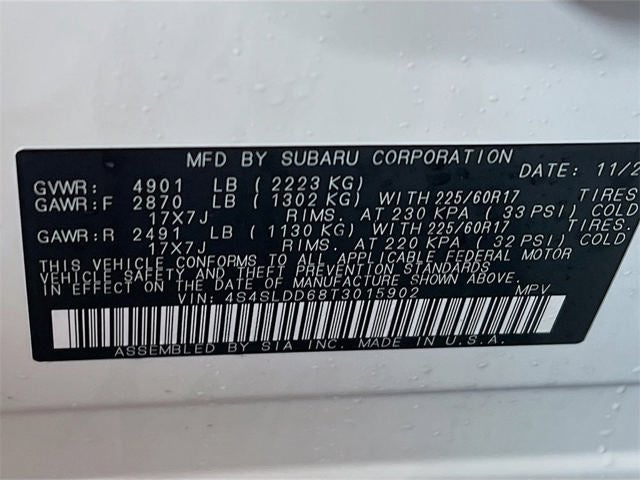 MFD BY SUBARU CORPORATION DATE: 11/2
GVWR: 4901 LB (2223 KG)
GAWR:F 2870 LB (1302 KG) WITH 225/60R17 TIRES
17X7J RIMS. AT 230 KPA (33 PSI) COLD
GAWR:R 2491 LB (1130 KG) WITH 225/60R17 TIRES.
17X7J RIMS. AT 220 KPA (32 PSI) COLD
THIS VEHICLE CONFORMS TO ALL APPLICABLE FEDERAL MOTOR
VEHICLE SAFETY AND THEFT PREVENTION STANDARDS
IN EFFECT ON THE DATE OF MANUFACTURE SHOWN ABOVE.
VIN: 4S4SLDD68T3015902 MPV
ASSEMBLED BY SIA INC. MADE IN U.S.A.